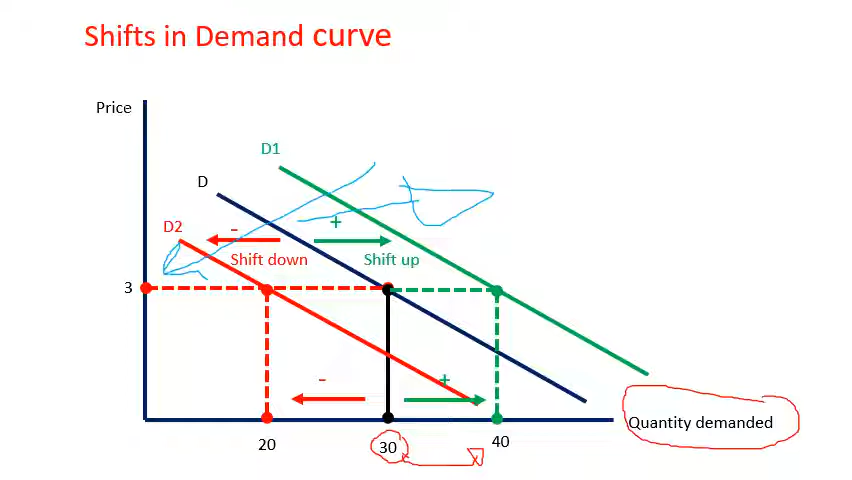 Shifts in Demand curve
Price
D1
D
D2
-
+
Shift down
Shift up
3
-
+
Quantity demanded
20
30
40